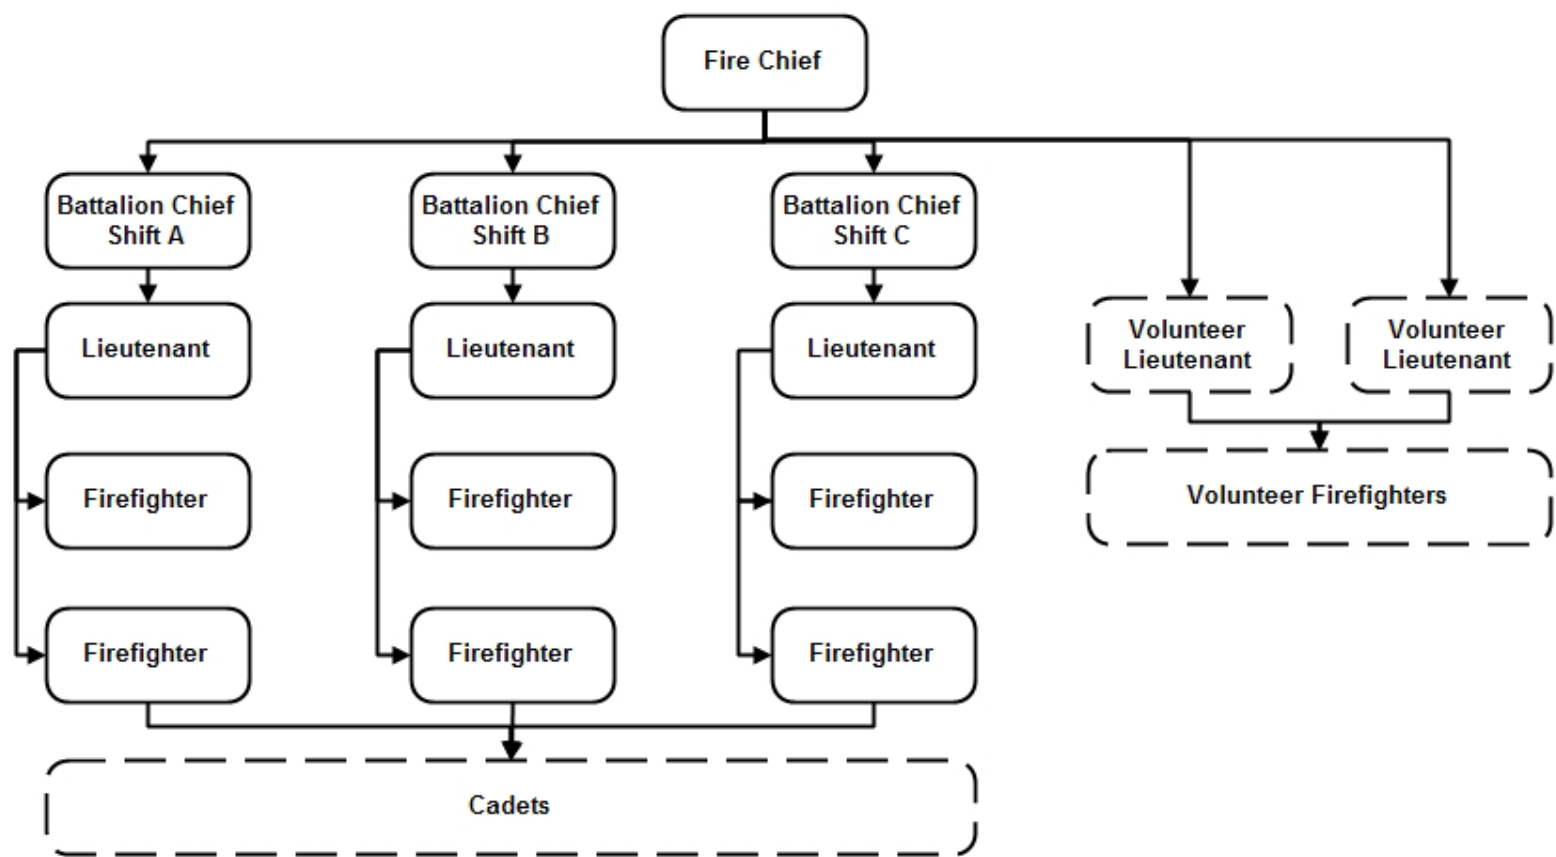 Fire Chief
Battalion Chief
Shift A
Battalion Chief
Shift B
Battalion Chief
Shift C
Lieutenant
Lieutenant
Lieutenant
Volunteer
Lieutenant
Volunteer
Lieutenant
Firefighter
Firefighter
Firefighter
Volunteer Firefighters
Firefighter
Firefighter
Firefighter
Cadets